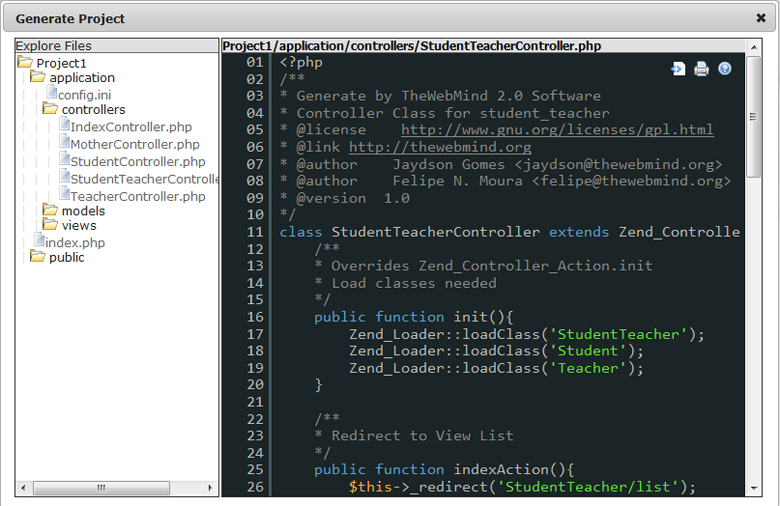 Generate Project
Explore Files
Project1
application
config.ini
controllers
IndexController.php
MotherController.php
StudentController.php
StudentTeacherControlle
TeacherController.php
models
views
index.php
public
Project1/application/controllers/StudentTeacherController.php
01 <?php
02 /**
03 * Generate by TheWebMind 2.0 Software
04 * Controller Class for student_teacher
05 * @license    http://www.gnu.org/licenses/gpl.html
06 * @link http://thewebmind.org
07 * @author    Jaydson Gomes <jaydson@thewebmind.org>
08 * @author    Felipe N. Moura <felipe@thewebmind.org>
09 * @version  1.0
10 */
11 class StudentTeacherController extends Zend_Controlle
12     /**
13     * Overrides Zend_Controller_Action.init
14     * Load classes needed
15     */
16     public function init(){
17         Zend_Loader::loadClass('StudentTeacher');
18         Zend_Loader::loadClass('Student');
19         Zend_Loader::loadClass('Teacher');
20     }
21
22     /**
23     * Redirect to View List
24     */
25     public function indexAction(){
26         $this->_redirect('StudentTeacher/list');